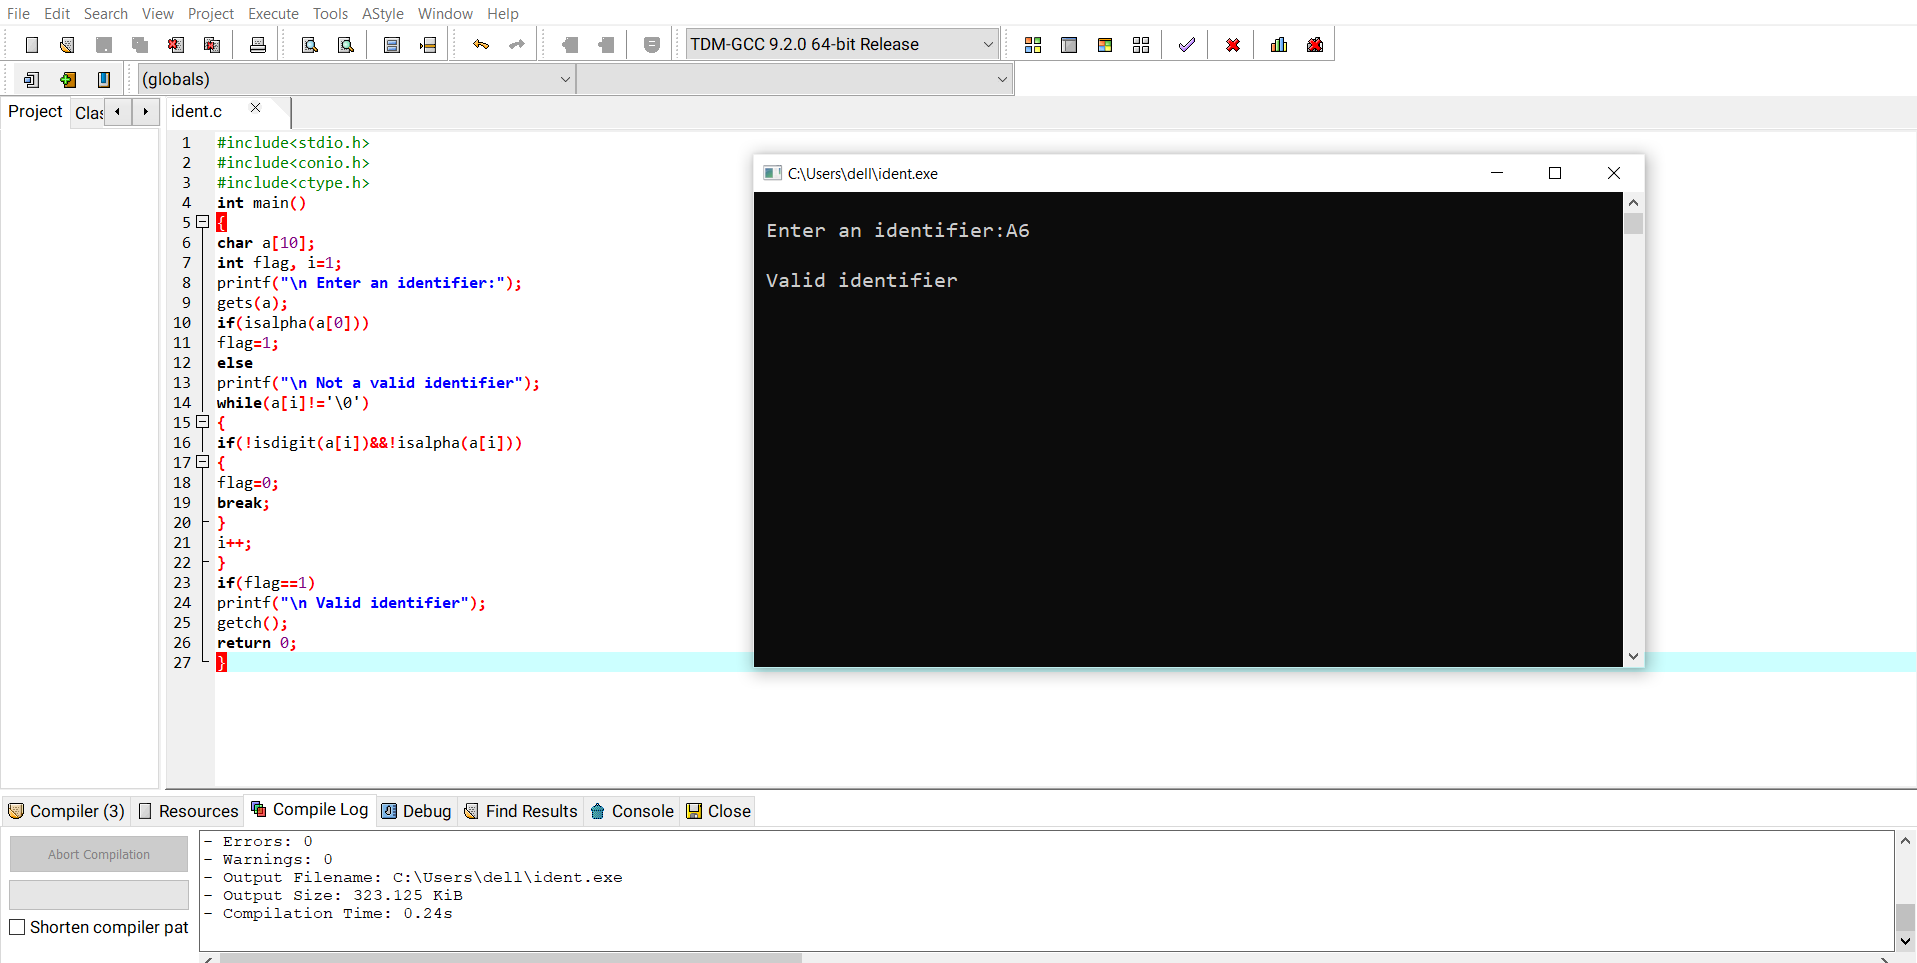 File Edit Search View Project Execute Tools AStyle Window Help
TDM-GCC 9.2.0 64-bit Release
(globals)
Project Clas ident.c
1 #include<stdio.h>
2 #include<conio.h>
3 #include<ctype.h>
4 int main()
5 {
6 char a[10];
7 int flag, i=1;
8 printf("\n Enter an identifier:");
9 gets(a);
10 if(isalpha(a[0]))
11 flag=1;
12 else
13 printf("\n Not a valid identifier");
14 while(a[i]!='\0')
15 {
16 if(!isdigit(a[i])&&!isalpha(a[i]))
17 {
18 flag=0;
19 break;
20 }
21 i++;
22 }
23 if(flag==1)
24 printf("\n Valid identifier");
25 getch();
26 return 0;
27 }
C:\Users\dell\ident.exe
Enter an identifier:A6
Valid identifier
Compiler (3) Resources Compile Log Debug Find Results Console Close
Abort Compilation
Shorten compiler pat
- Errors: 0
- Warnings: 0
- Output Filename: C:\Users\dell\ident.exe
- Output Size: 323.125 KiB
- Compilation Time: 0.24s